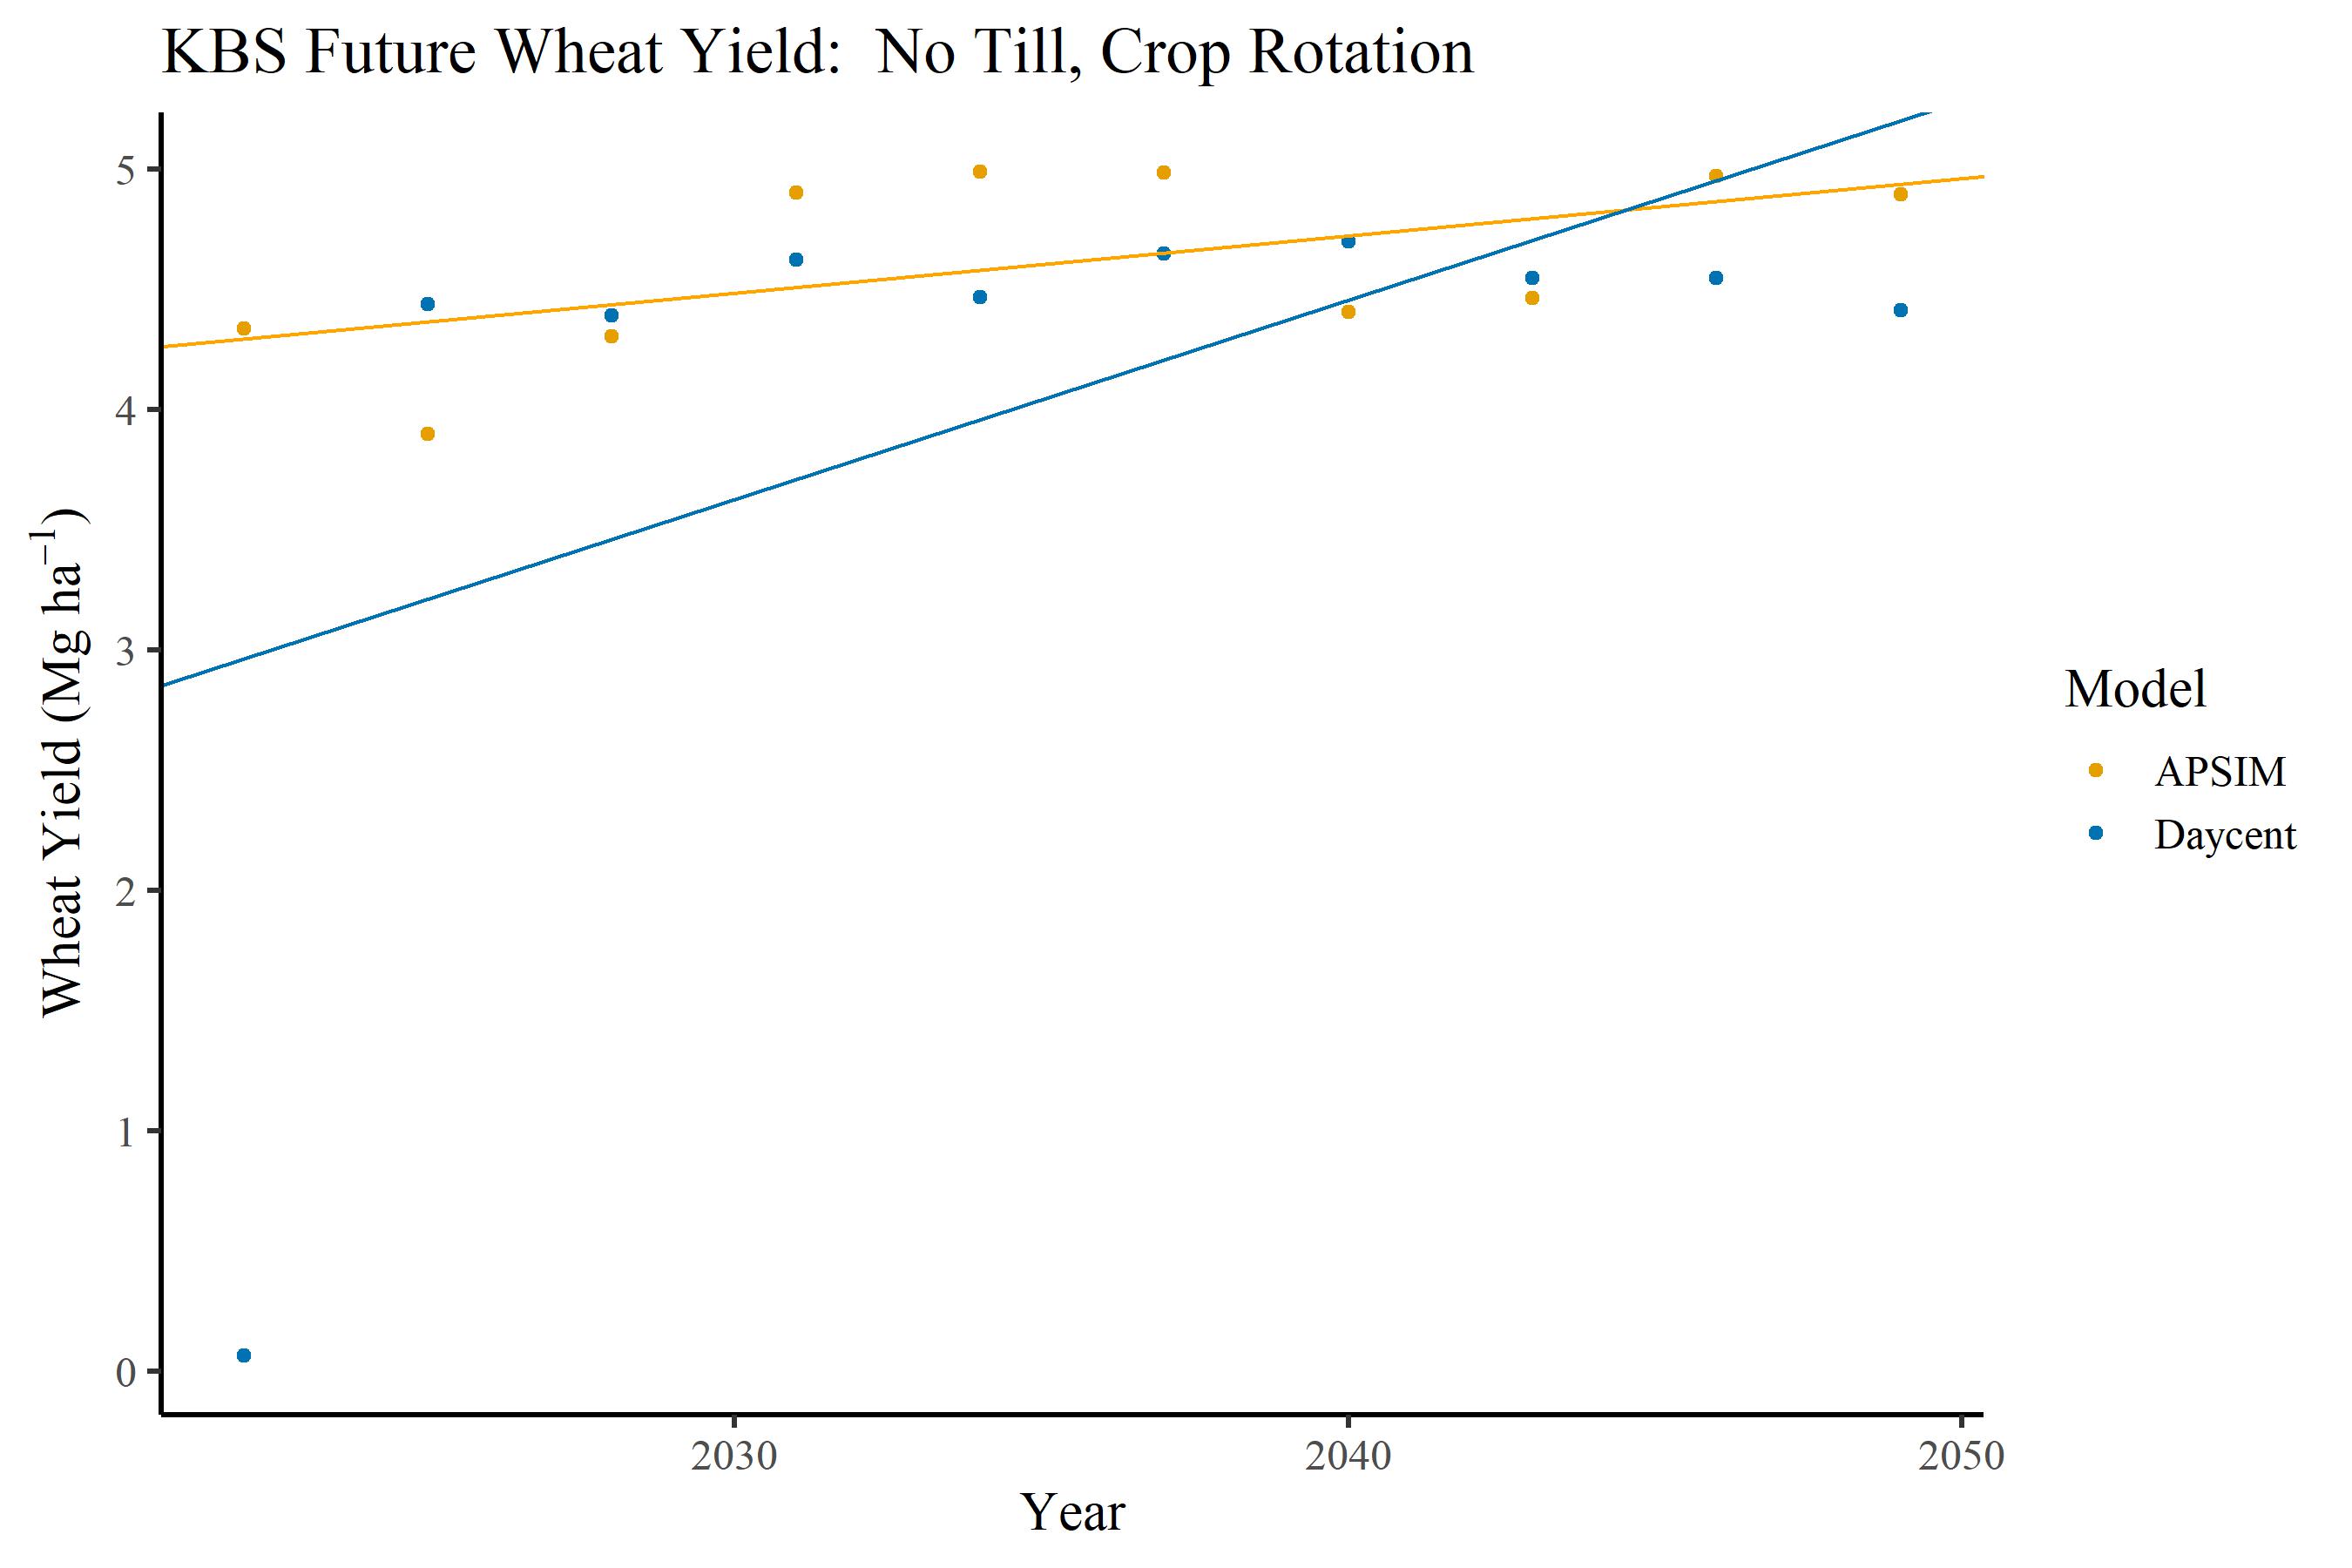 KBS Future Wheat Yield:  No Till, Crop Rotation
Wheat Yield (Mg ha⁻¹)
5
4
3
2
1
0
2030 2040 2050
Year
Model
APSIM
Daycent